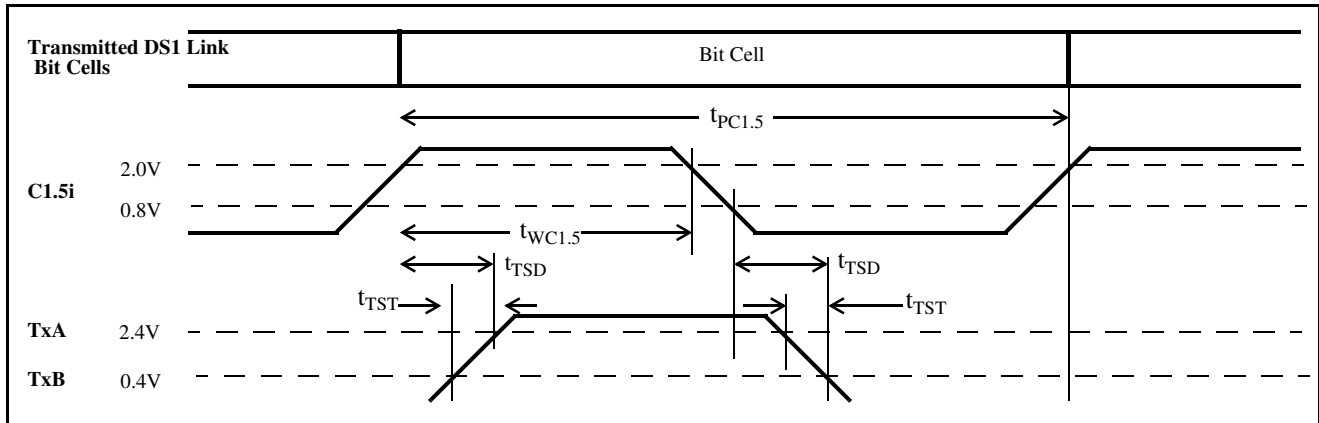 Transmitted DS1 Link
Bit Cells
Bit Cell
tPC1.5
2.0V
C1.5i
0.8V
tWC1.5
tTSD
tTSD
tTST
tTST
TxA
2.4V
TxB
0.4V